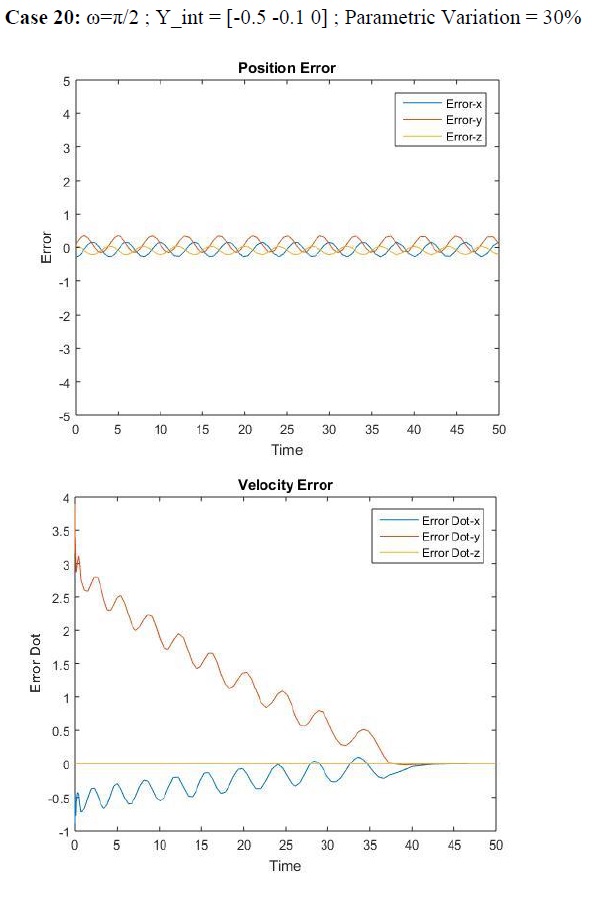 Case 20: ω=π/2 ; Y_int = [-0.5 -0.1 0] ; Parametric Variation = 30%
Position Error
5
4
3
2
1
0
-1
-2
-3
-4
-5
Error
Error-x
Error-y
Error-z
0 5 10 15 20 25 30 35 40 45 50
Time
Velocity Error
4
3.5
3
2.5
2
1.5
1
0.5
0
-0.5
-1
Error Dot
Error Dot-x
Error Dot-y
Error Dot-z
0 5 10 15 20 25 30 35 40 45 50
Time